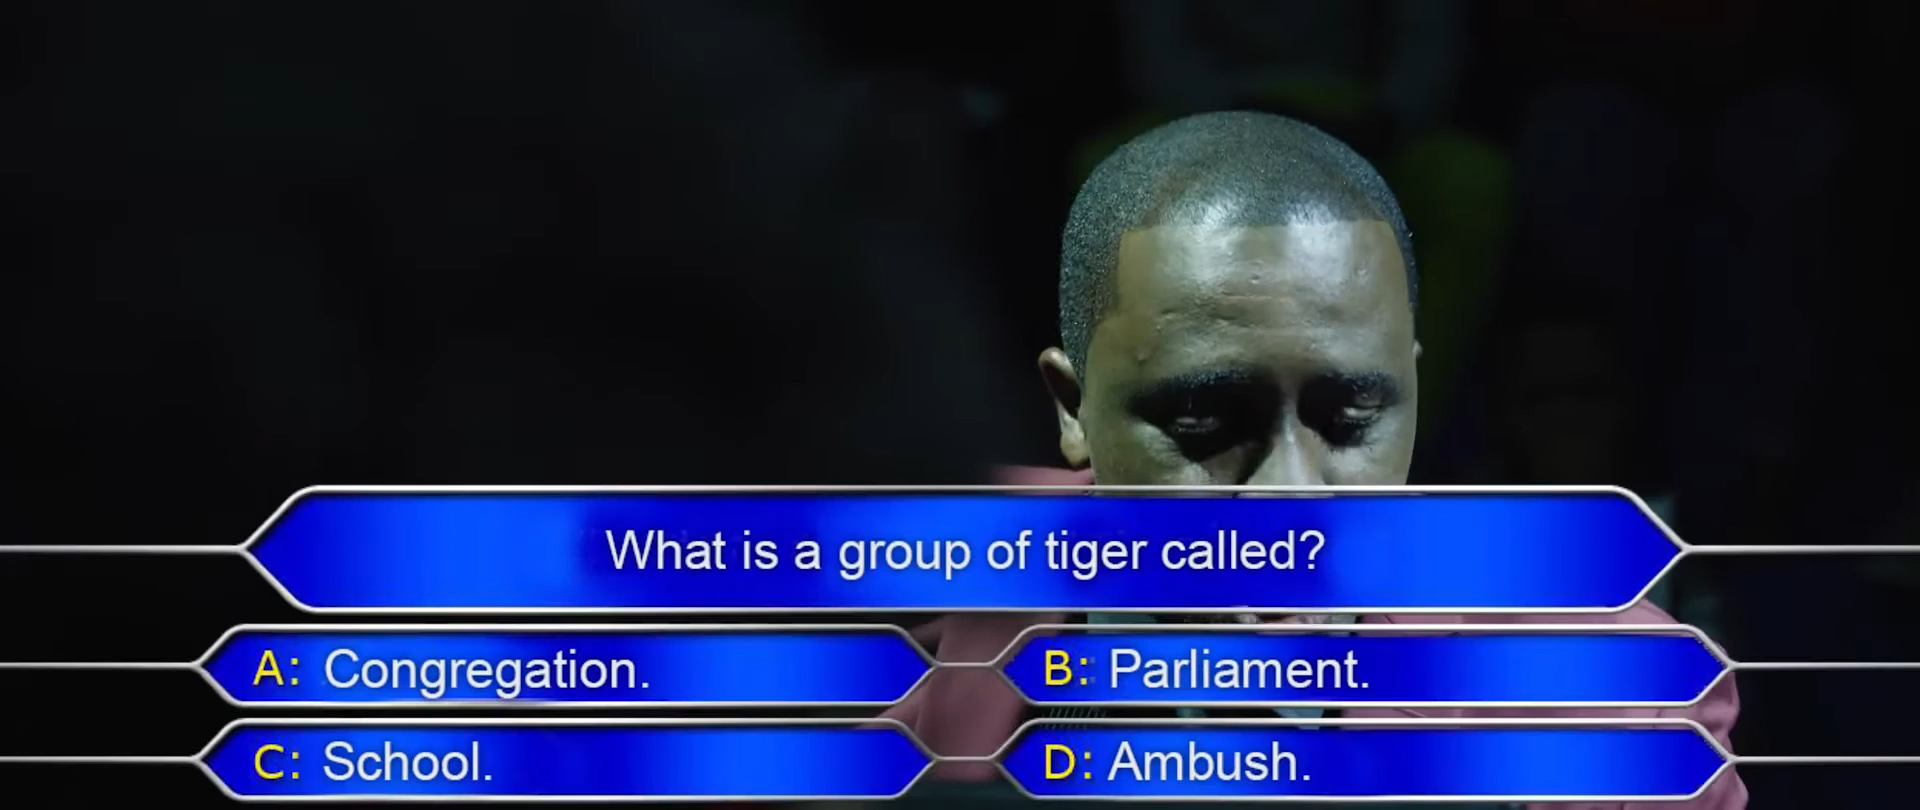 What is a group of tiger called?
A: Congregation.
B: Parliament.
C: School.
D: Ambush.